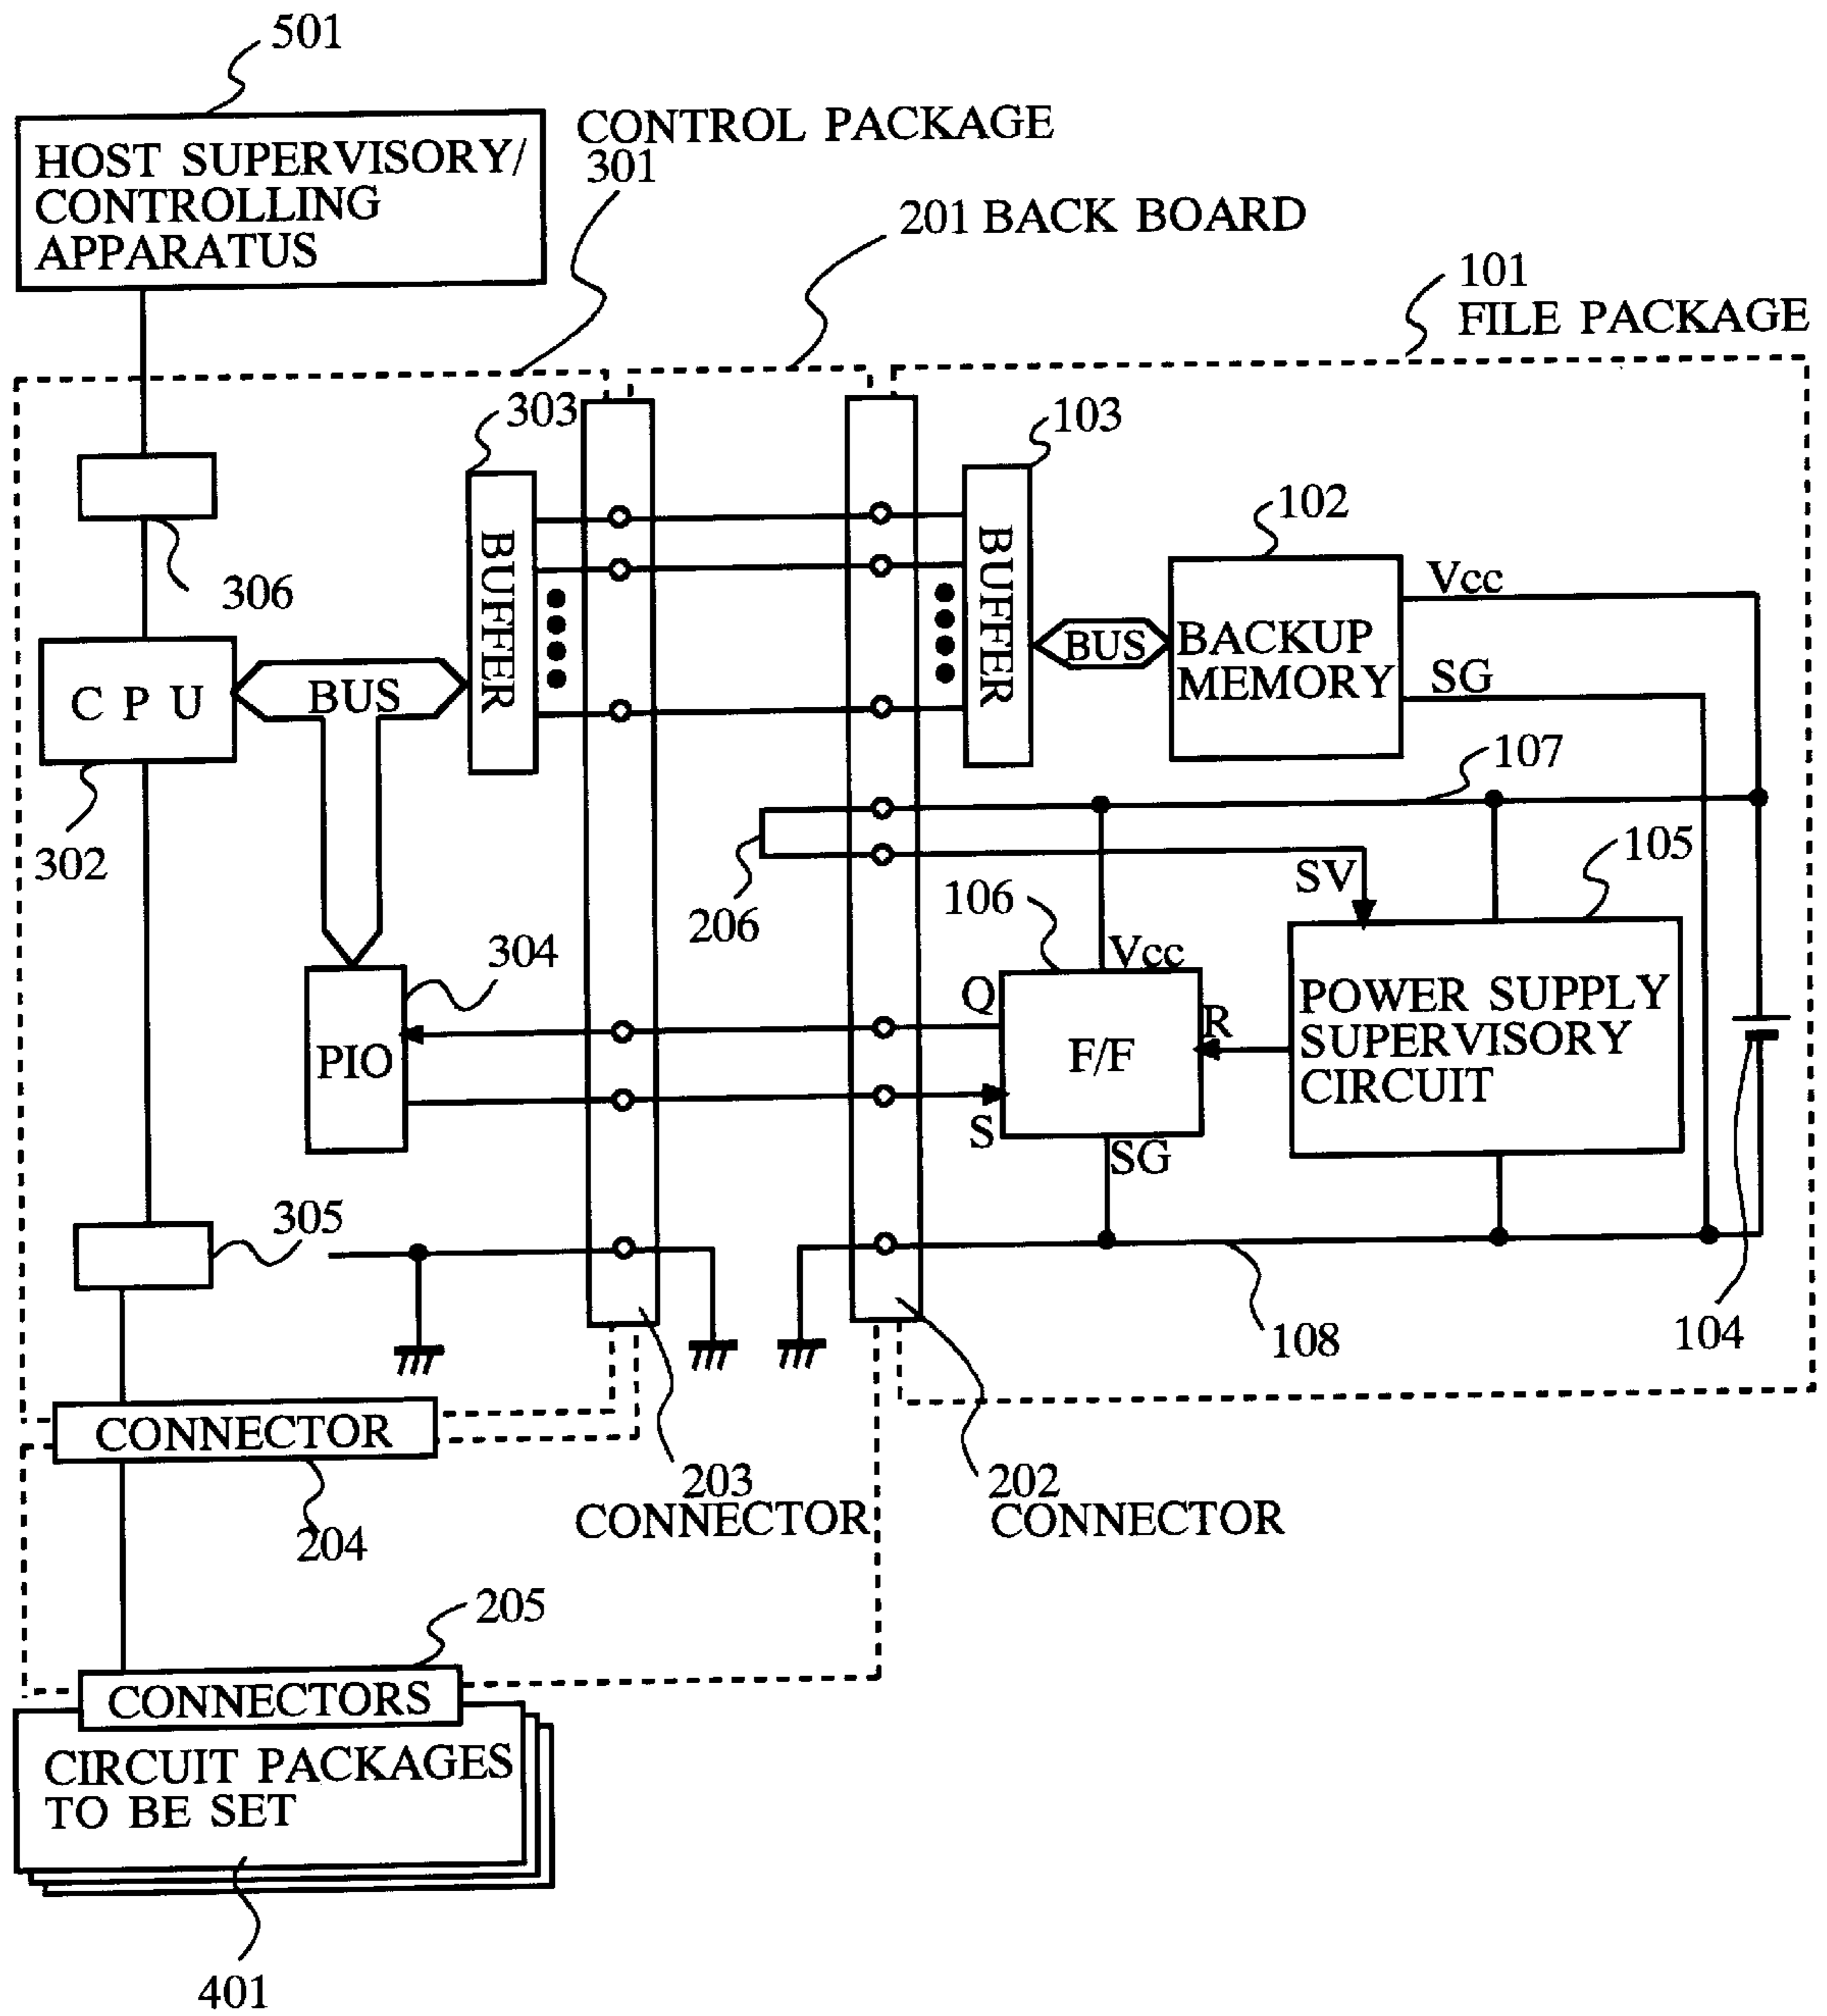 501
HOST SUPERVISORY/
CONTROLLING
APPARATUS
CONTROL PACKAGE
301
201 BACK BOARD
101
FILE PACKAGE
303
103
102
306
BUFFER
BUFFER
Vcc
BUS
BACKUP
MEMORY
SG
CPU
BUS
107
302
206
SV
105
106
304
Vcc
Q
R
POWER SUPPLY
SUPERVISORY
CIRCUIT
PIO
F/F
S
SG
305
108
104
CONNECTOR
203
CONNECTOR
202
CONNECTOR
204
205
CONNECTORS
CIRCUIT PACKAGES
TO BE SET
401